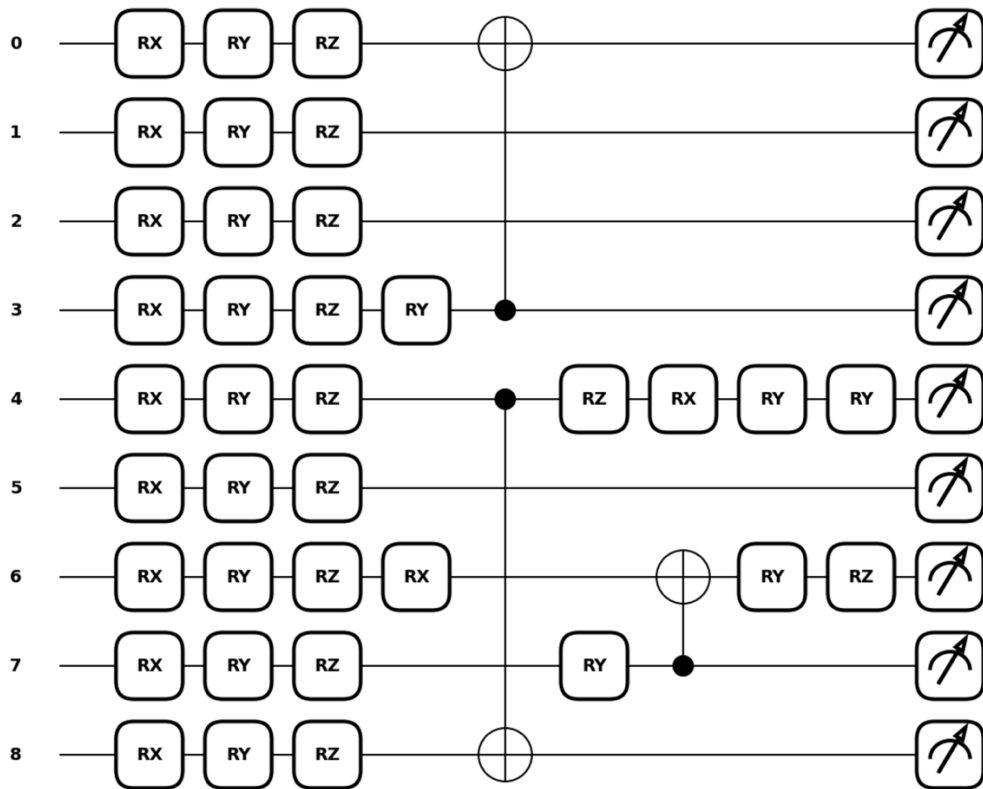 0 RX RY RZ
1 RX RY RZ
2 RX RY RZ
3 RX RY RZ RY
4 RX RY RZ RZ RX RY RY
5 RX RY RZ
6 RX RY RZ RX RY RZ
7 RX RY RZ RY
8 RX RY RZ